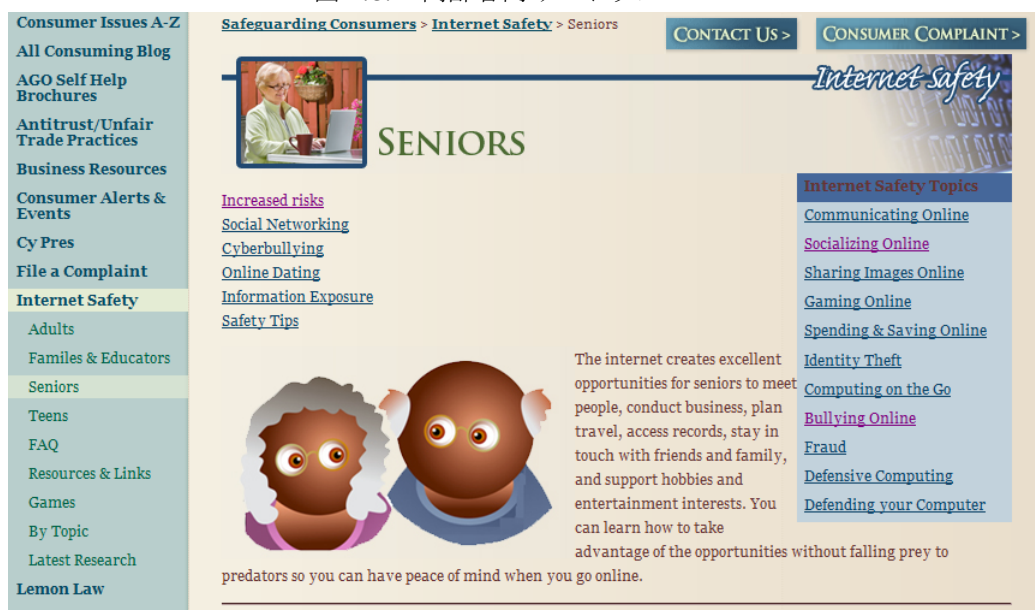 Consumer Issues A-Z
All Consuming Blog
AGO Self Help
Brochures
Antitrust/Unfair
Trade Practices
Business Resources
Consumer Alerts &
Events
Cy Pres
File a Complaint
Internet Safety
Adults
Familes & Educators
Seniors
Teens
FAQ
Resources & Links
Games
By Topic
Latest Research
Lemon Law
Safeguarding Consumers > Internet Safety > Seniors
CONTACT US >
CONSUMER COMPLAINT >
Internet Safety
SENIORS
Increased risks
Social Networking
Cyberbullying
Online Dating
Information Exposure
Safety Tips
The internet creates excellent
opportunities for seniors to meet
people, conduct business, plan
travel, access records, stay in
touch with friends and family,
and support hobbies and
entertainment interests. You
can learn how to take
advantage of the opportunities without falling prey to
predators so you can have peace of mind when you go online.
Internet Safety Topics
Communicating Online
Socializing Online
Sharing Images Online
Gaming Online
Spending & Saving Online
Identity Theft
Computing on the Go
Bullying Online
Fraud
Defensive Computing
Defending your Computer